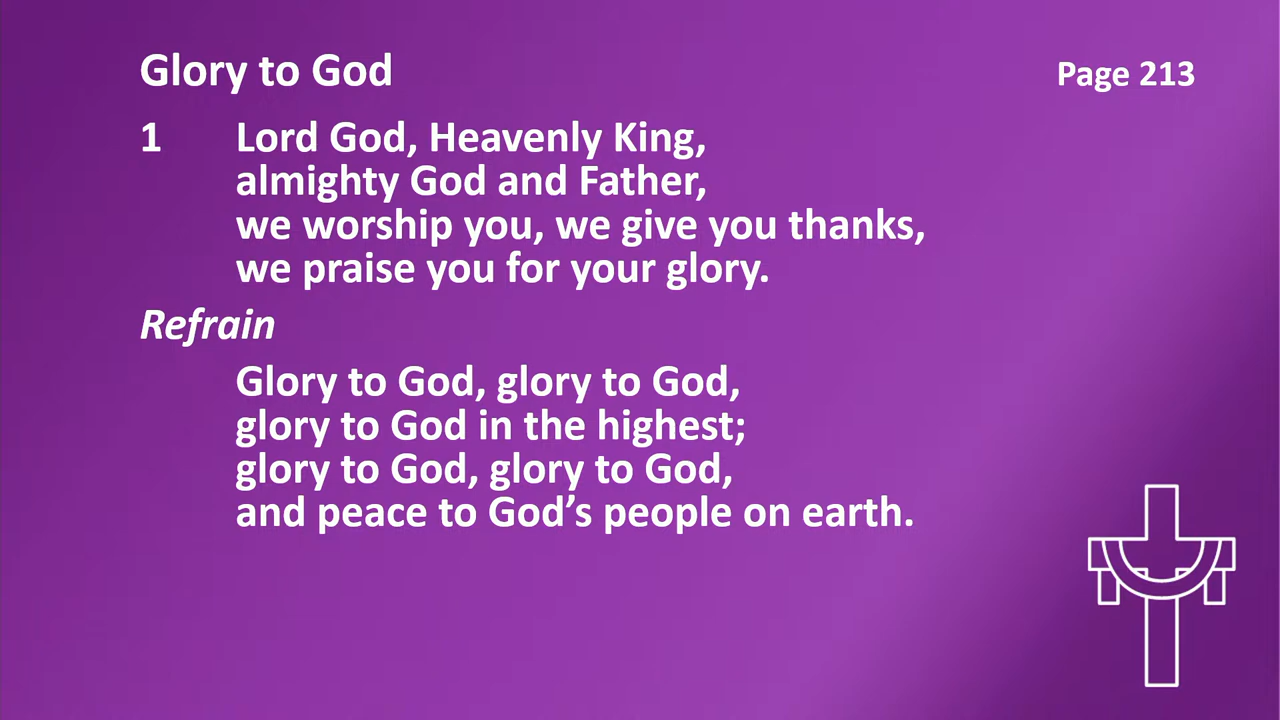 Glory to God Page 213
1 Lord God, Heavenly King,
almighty God and Father,
we worship you, we give you thanks,
we praise you for your glory.
Refrain
Glory to God, glory to God,
glory to God in the highest;
glory to God, glory to God,
and peace to God’s people on earth.